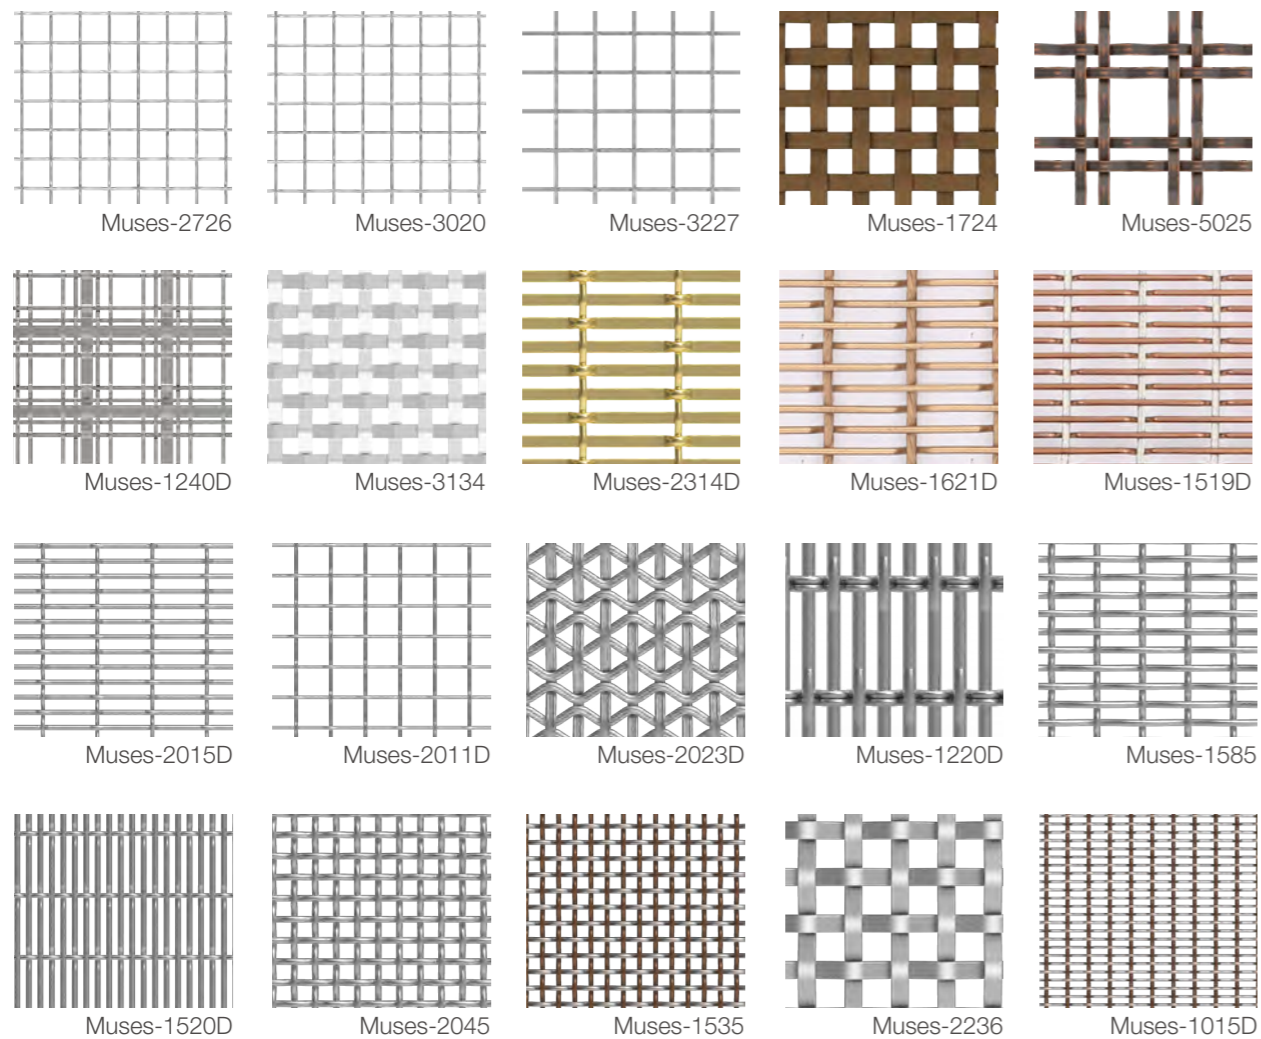 Muses-2726 Muses-3020 Muses-3227 Muses-1724 Muses-5025
Muses-1240D Muses-3134 Muses-2314D Muses-1621D Muses-1519D
Muses-2015D Muses-2011D Muses-2023D Muses-1220D Muses-1585
Muses-1520D Muses-2045 Muses-1535 Muses-2236 Muses-1015D